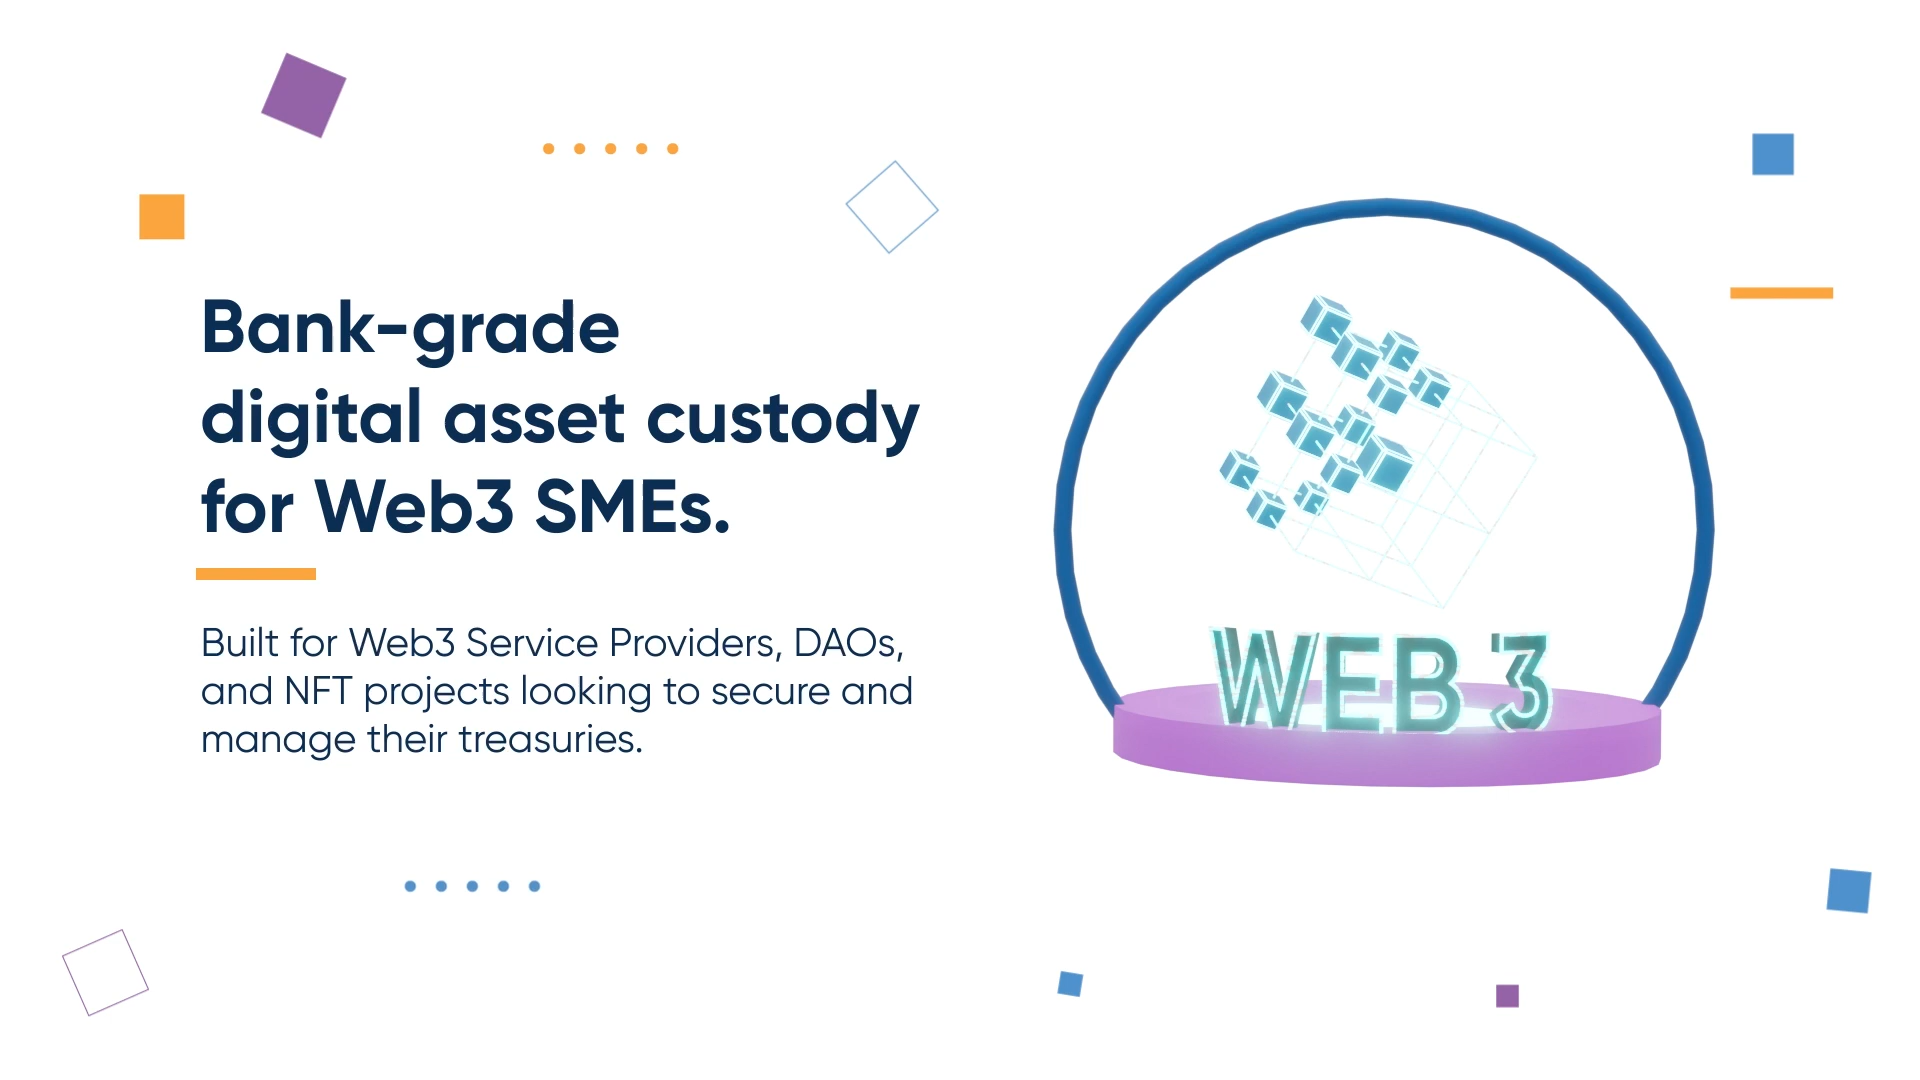 Bank-grade
digital asset custody
for Web3 SMEs.
Built for Web3 Service Providers, DAOs,
and NFT projects looking to secure and
manage their treasuries.
WEB 3